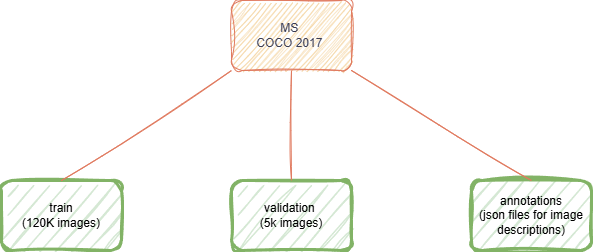 MS
COCO 2017
train
(120K images)
validation
(5k images)
annotations
(json files for image
descriptions)